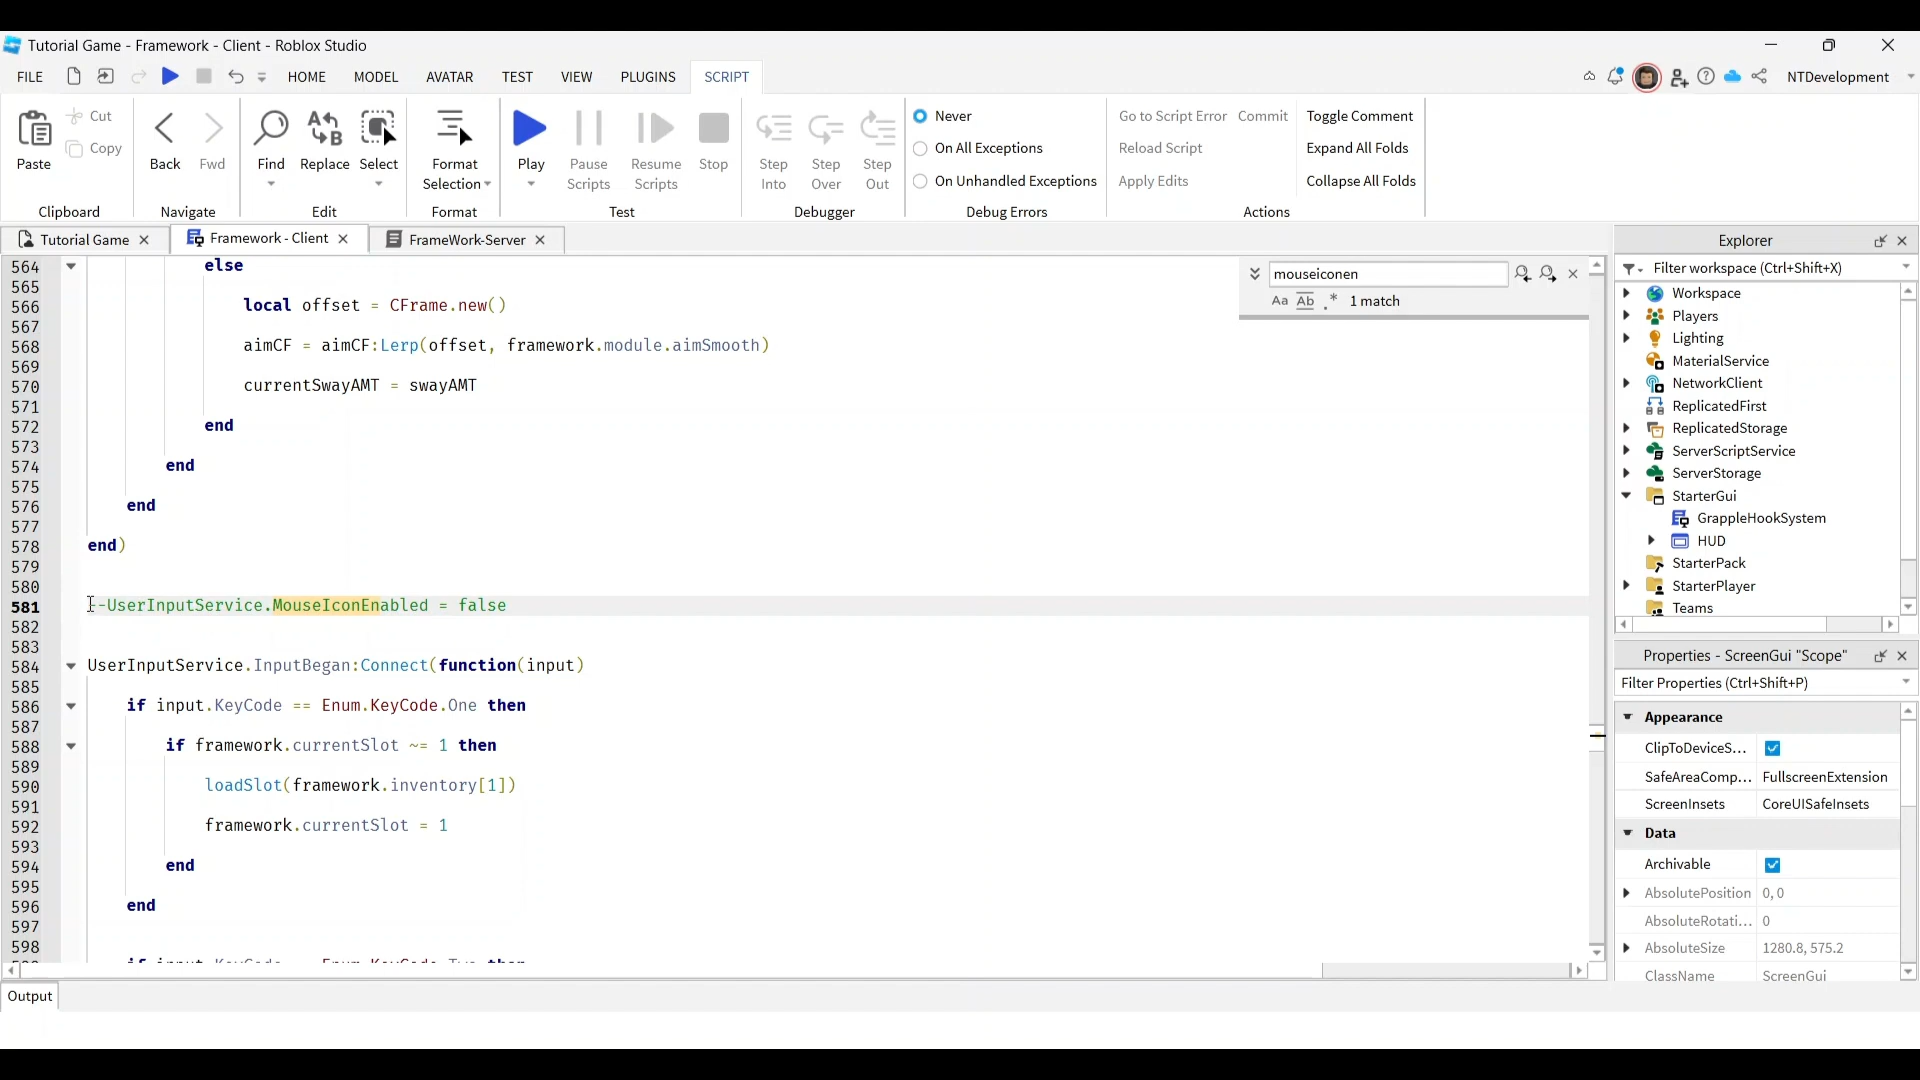 Tutorial Game - Framework - Client - Roblox Studio
FILE HOME MODEL AVATAR TEST VIEW PLUGINS SCRIPT NTDevelopment
Paste Cut Copy Clipboard
Back Fwd Navigate
Find Replace Select Edit
Format Selection Format
Play Pause Scripts Resume Scripts Stop Test
Step Into Step Over Step Out Debugger
Never
On All Exceptions
On Unhandled Exceptions
Debug Errors
Go to Script Error Commit Toggle Comment
Reload Script Expand All Folds
Apply Edits Collapse All Folds
Actions
Tutorial Game Framework - Client FrameWork-Server
mouseiconen
Aa Ab .* 1 match
564 else
565
566 local offset = CFrame.new()
567
568 aimCF = aimCF:Lerp(offset, framework.module.aimSmooth)
569
570 currentSwayAMT = swayAMT
571
572 end
573
574 end
575
576 end
577
578 end)
579
580
581 --UserInputService.MouseIconEnabled = false
582
583
584 UserInputService.InputBegan:Connect(function(input)
585
586 if input.KeyCode == Enum.KeyCode.One then
587
588 if framework.currentSlot ~= 1 then
589
590 loadSlot(framework.inventory[1])
591
592 framework.currentSlot = 1
593
594 end
595
596 end
597
598
Output
Explorer
Filter workspace (Ctrl+Shift+X)
Workspace
Players
Lighting
MaterialService
NetworkClient
ReplicatedFirst
ReplicatedStorage
ServerScriptService
ServerStorage
StarterGui
GrappleHookSystem
HUD
StarterPack
StarterPlayer
Teams
Properties - ScreenGui "Scope"
Filter Properties (Ctrl+Shift+P)
Appearance
ClipToDeviceS...
SafeAreaComp... FullscreenExtension
ScreenInsets CoreUISafeInsets
Data
Archivable
AbsolutePosition 0, 0
AbsoluteRotati... 0
AbsoluteSize 1280.8, 575.2
ClassName ScreenGui